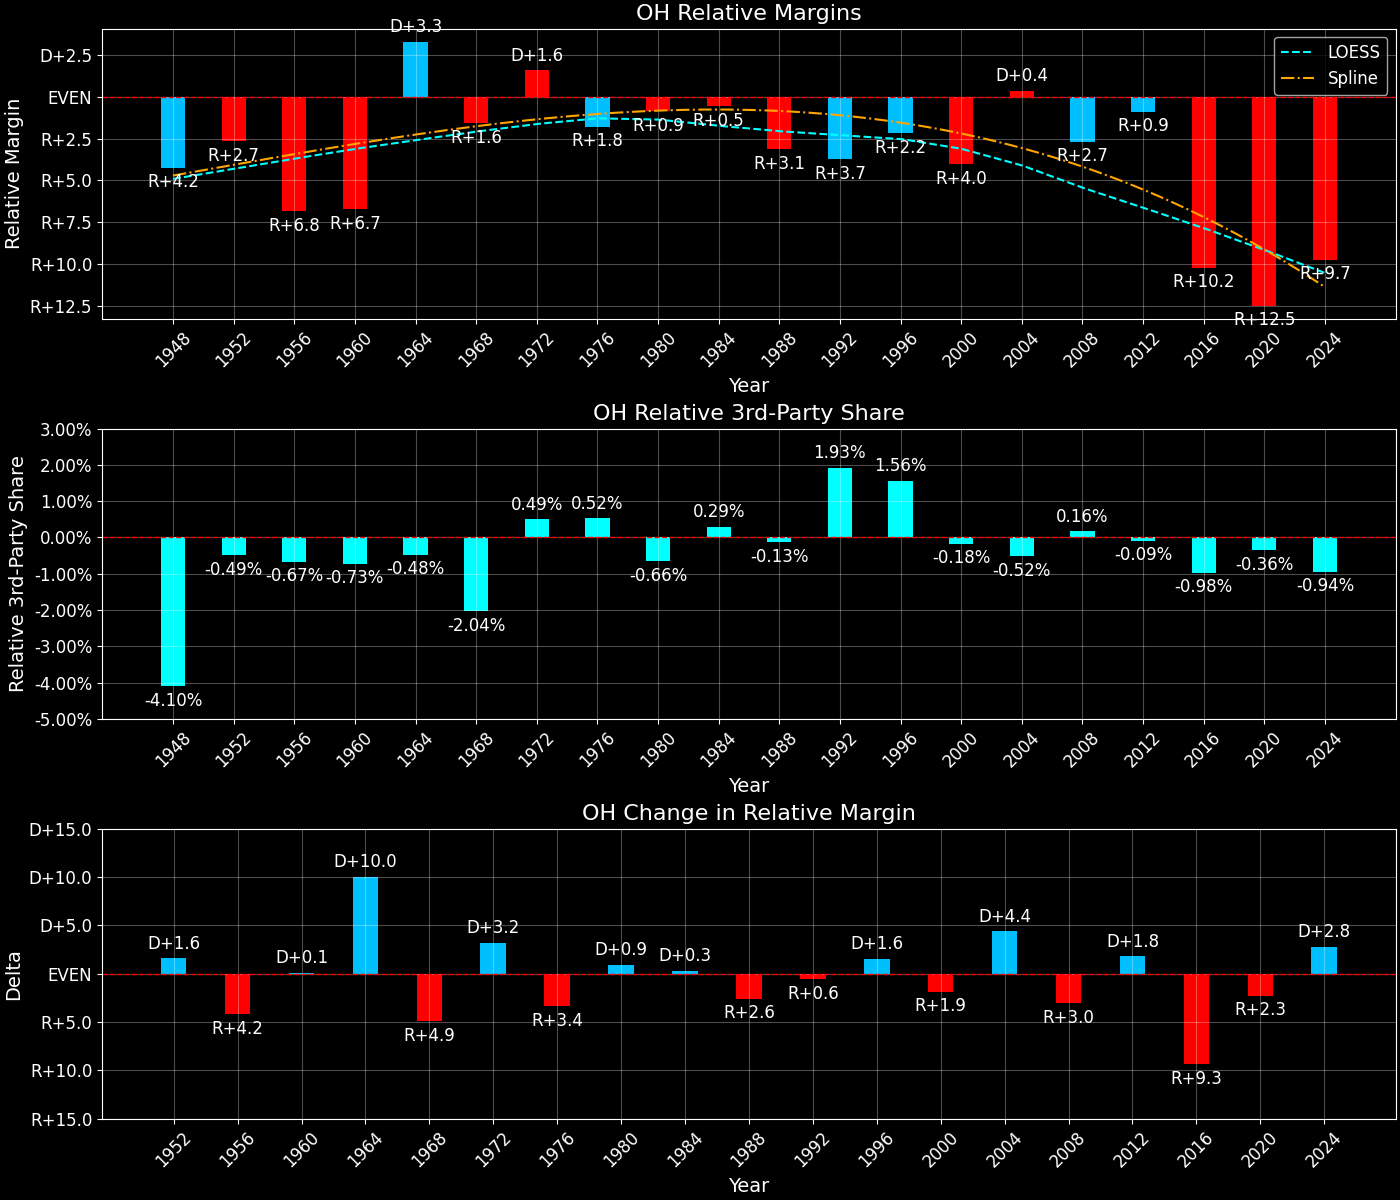 OH Relative Margins
Relative Margin
D+2.5
EVEN
R+2.5
R+5.0
R+7.5
R+10.0
R+12.5
LOESS
Spline
R+4.2
R+2.7
R+6.8
R+6.7
D+3.3
R+1.6
D+1.6
R+1.8
R+0.9
R+0.5
R+3.1
R+3.7
R+2.2
R+4.0
D+0.4
R+2.7
R+0.9
R+10.2
R+12.5
R+9.7
1948 1952 1956 1960 1964 1968 1972 1976 1980 1984 1988 1992 1996 2000 2004 2008 2012 2016 2020 2024
Year
OH Relative 3rd-Party Share
Relative 3rd-Party Share
3.00%
2.00%
1.00%
0.00%
-1.00%
-2.00%
-3.00%
-4.00%
-5.00%
-4.10%
-0.49%
-0.67%
-0.73%
-0.48%
-2.04%
0.49%
0.52%
-0.66%
0.29%
-0.13%
1.93%
1.56%
-0.18%
-0.52%
0.16%
-0.09%
-0.98%
-0.36%
-0.94%
1948 1952 1956 1960 1964 1968 1972 1976 1980 1984 1988 1992 1996 2000 2004 2008 2012 2016 2020 2024
Year
OH Change in Relative Margin
Delta
D+15.0
D+10.0
D+5.0
EVEN
R+5.0
R+10.0
R+15.0
D+1.6
R+4.2
D+0.1
D+10.0
R+4.9
D+3.2
R+3.4
D+0.9
D+0.3
R+2.6
R+0.6
D+1.6
R+1.9
D+4.4
R+3.0
D+1.8
R+9.3
R+2.3
D+2.8
1952 1956 1960 1964 1968 1972 1976 1980 1984 1988 1992 1996 2000 2004 2008 2012 2016 2020 2024
Year